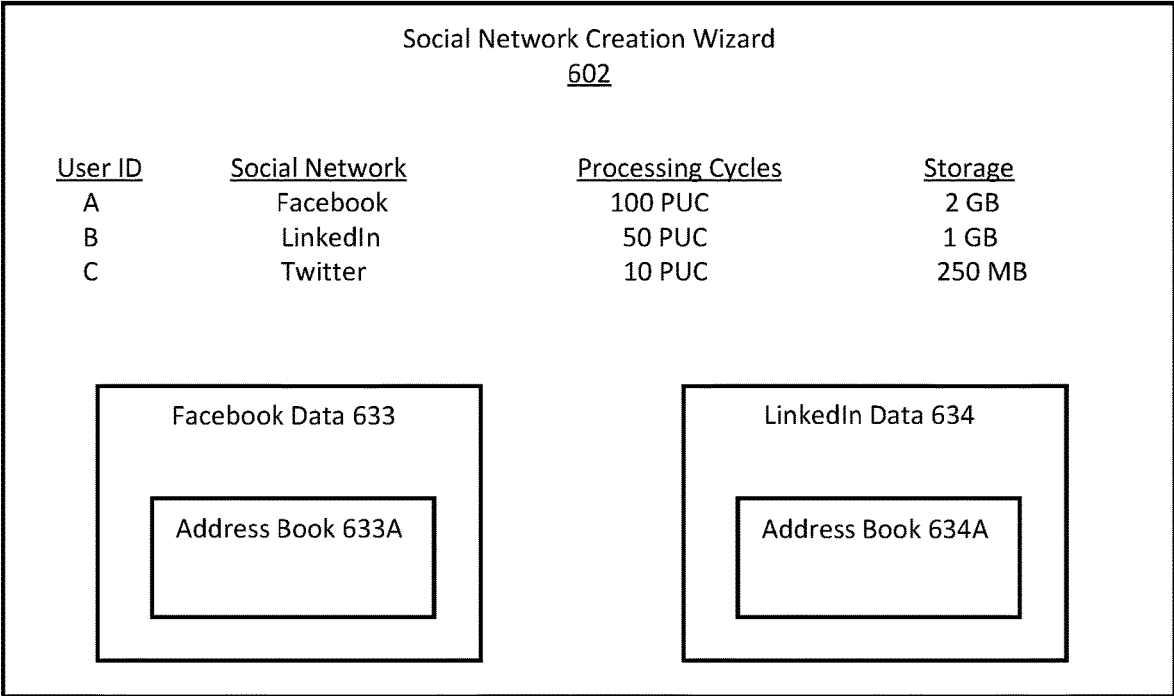 Social Network Creation Wizard
602
User ID Social Network Processing Cycles Storage
A Facebook 100 PUC 2 GB
B LinkedIn 50 PUC 1 GB
C Twitter 10 PUC 250 MB
Facebook Data 633 LinkedIn Data 634
Address Book 633A Address Book 634A